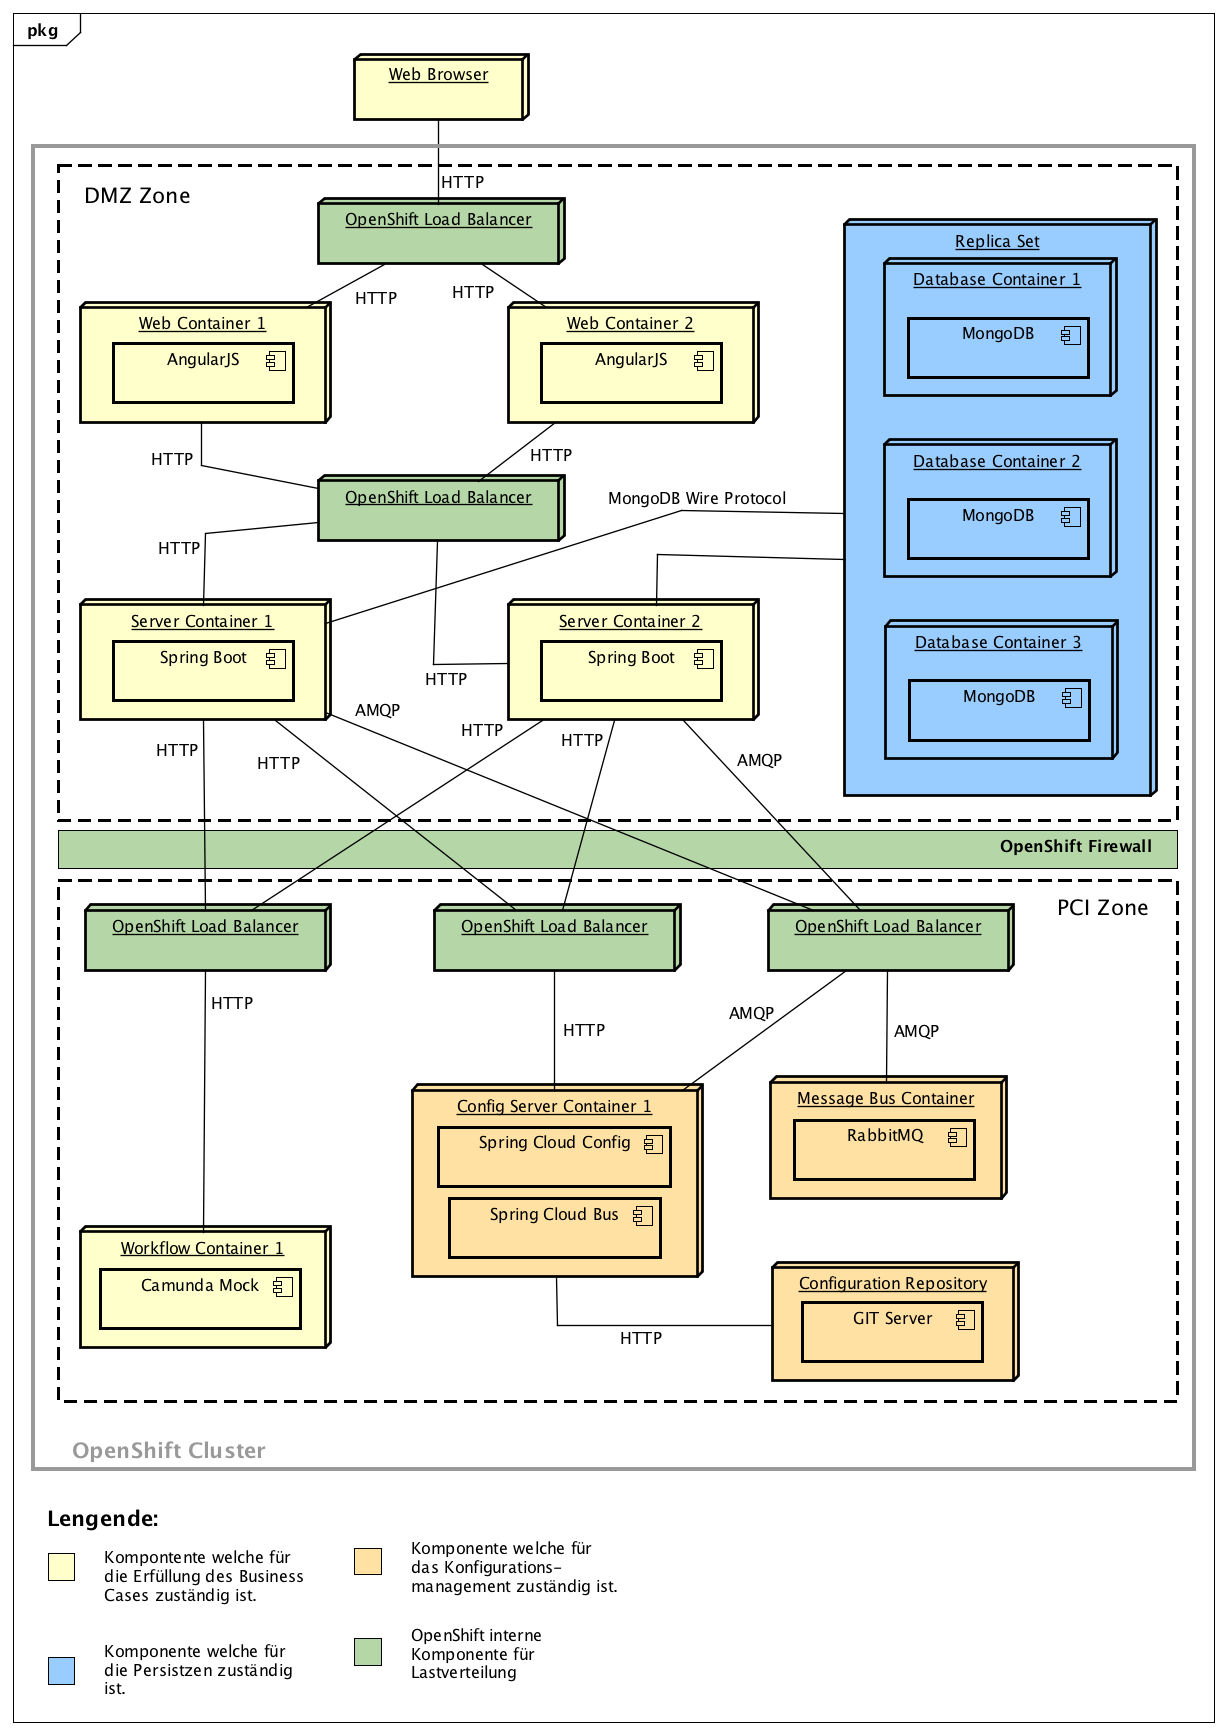 pkg
Web Browser
HTTP
DMZ Zone
OpenShift Load Balancer
Replica Set
Database Container 1
MongoDB
HTTP
HTTP
Web Container 1
AngularJS
Web Container 2
AngularJS
HTTP
HTTP
Database Container 2
MongoDB
OpenShift Load Balancer
MongoDB Wire Protocol
HTTP
Server Container 1
Spring Boot
Server Container 2
Spring Boot
Database Container 3
MongoDB
HTTP
AMQP
HTTP
HTTP
HTTP
HTTP
AMQP
OpenShift Firewall
PCI Zone
OpenShift Load Balancer
OpenShift Load Balancer
OpenShift Load Balancer
HTTP
HTTP
AMQP
AMQP
Config Server Container 1
Spring Cloud Config
Spring Cloud Bus
Message Bus Container
RabbitMQ
Workflow Container 1
Camunda Mock
Configuration Repository
GIT Server
HTTP
OpenShift Cluster
Lengende:
Kompontente welche für
die Erfüllung des Business
Cases zuständig ist.
Komponente welche für
das Konfigurations-
management zuständig ist.
Komponente welche für
die Persistzen zuständig
ist.
OpenShift interne
Komponente für
Lastverteilung